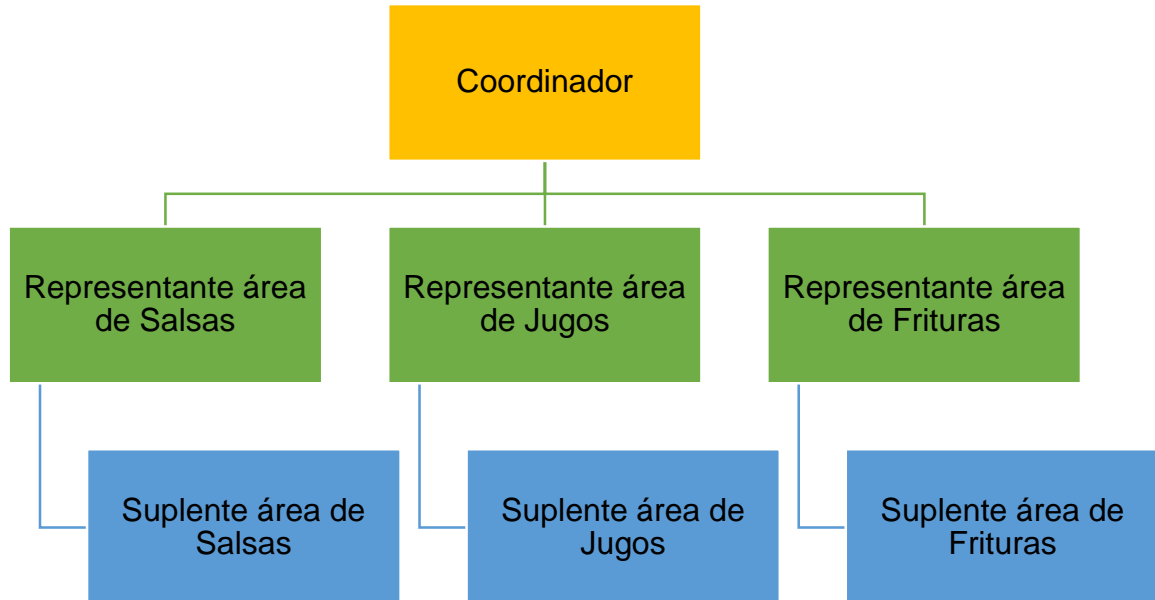 Coordinador
Representante área
de Salsas
Representante área
de Jugos
Representante área
de Frituras
Suplente área de
Salsas
Suplente área de
Jugos
Suplente área de
Frituras